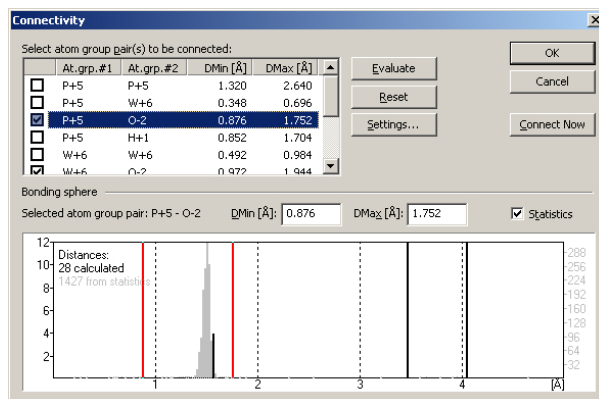 Connectivity
Select atom group pair(s) to be connected:
At.grp.#1 At.grp.#2 DMin [Å] DMax [Å]
P+5 P+5 1.320 2.640
P+5 W+6 0.348 0.696
P+5 O-2 0.876 1.752
P+5 H+1 0.852 1.704
W+6 W+6 0.492 0.984
W+6 O-2 0.972 1.944
Evaluate
Reset
Settings...
OK
Cancel
Connect Now
Bonding sphere
Selected atom group pair: P+5 - O-2 DMin [Å]: 0.876 DMax [Å]: 1.752 Statistics
Distances:
28 calculated
1427 from statistics
12
10
8
6
4
2
288
256
224
192
160
128
96
64
32
1 2 3 4 [Å]